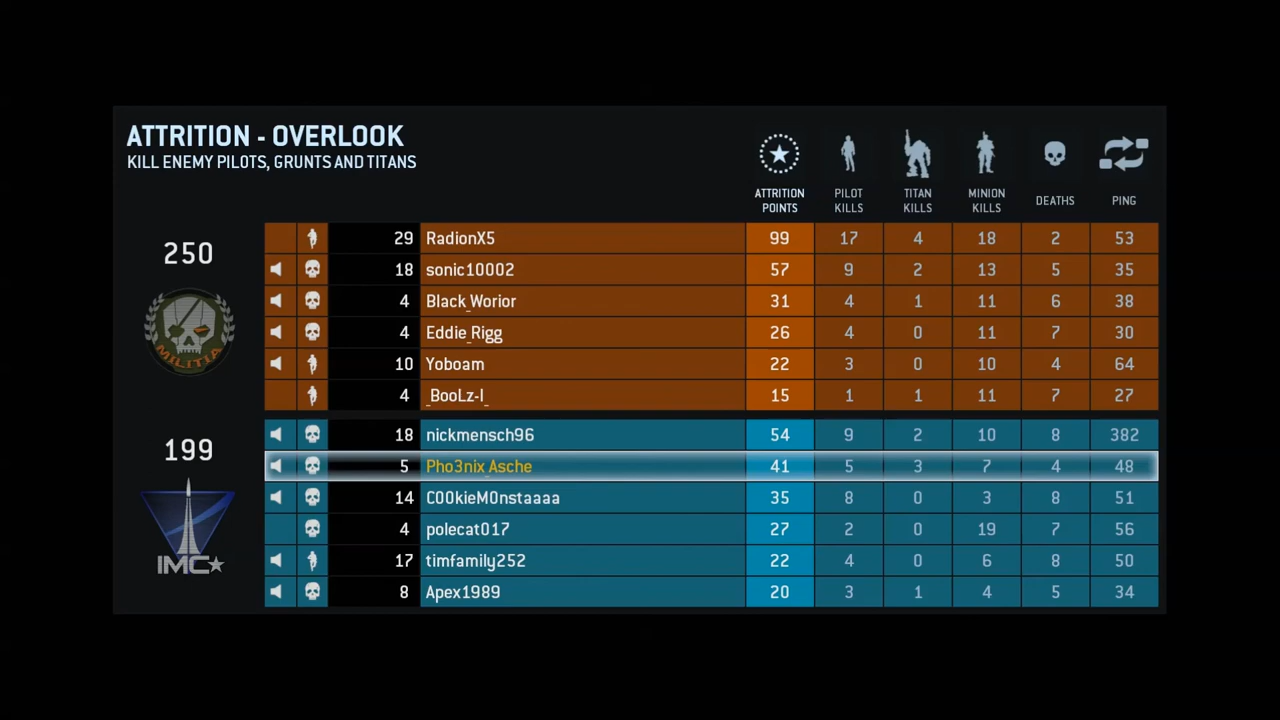 ATTRITION - OVERLOOK
KILL ENEMY PILOTS, GRUNTS AND TITANS
ATTRITION POINTS PILOT KILLS TITAN KILLS MINION KILLS DEATHS PING
250
MILITIA
29 RadionX5 99 17 4 18 2 53
18 sonic10002 57 9 2 13 5 35
4 Black_Worior 31 4 1 11 6 38
4 Eddie_Rigg 26 4 0 11 7 30
10 Yoboam 22 3 0 10 4 64
4 _BooLz-I_ 15 1 1 11 7 27
199
IMC
18 nickmensch96 54 9 2 10 8 382
5 Pho3nix_Asche 41 5 3 7 4 48
14 C00kieM0nstaaaa 35 8 0 3 8 51
4 polecat017 27 2 0 19 7 56
17 timfamily252 22 4 0 6 8 50
8 Apex1989 20 3 1 4 5 34